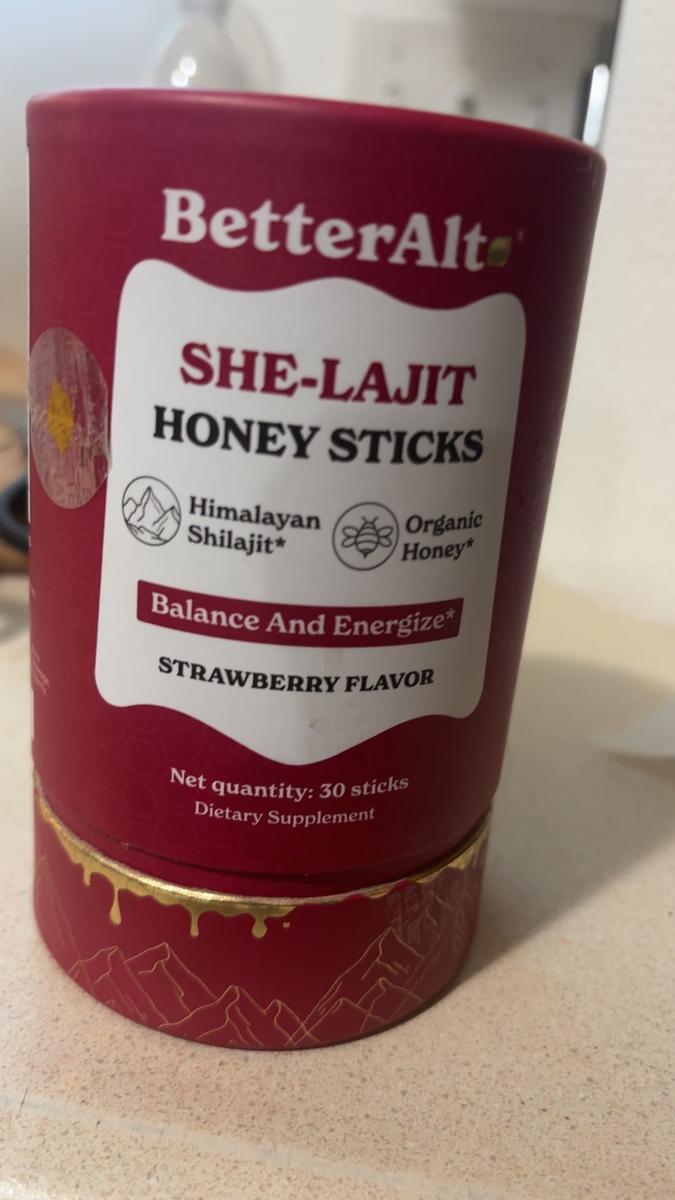 BetterAlt
SHE-LAJIT
HONEY STICKS
Himalayan
Shilajit*
Organic
Honey*
Balance And Energize*
STRAWBERRY FLAVOR
Net quantity: 30 sticks
Dietary Supplement